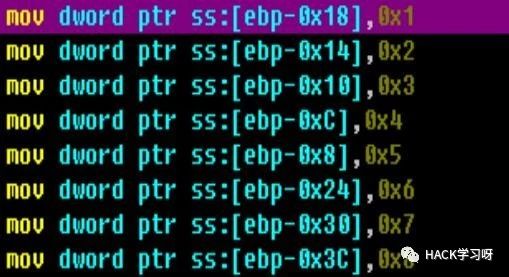 mov dword ptr ss:[ebp-0x18],0x1
mov dword ptr ss:[ebp-0x14],0x2
mov dword ptr ss:[ebp-0x10],0x3
mov dword ptr ss:[ebp-0xC],0x4
mov dword ptr ss:[ebp-0x8],0x5
mov dword ptr ss:[ebp-0x24],0x6
mov dword ptr ss:[ebp-0x30],0x7
mov dword ptr ss:[ebp-0x3C],
HACK学习呀